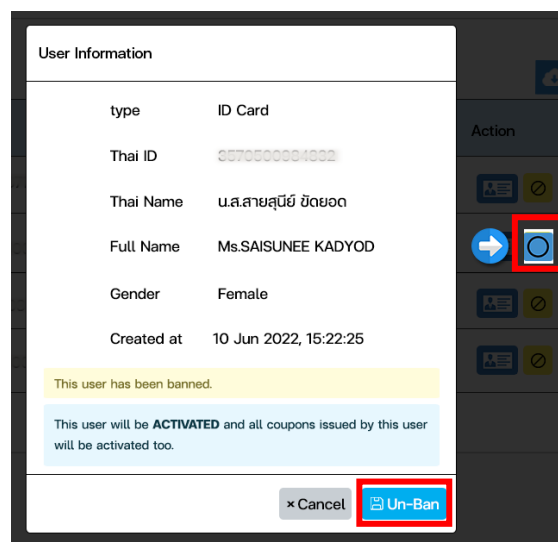 User Information
Action
type ID Card
Thai ID
Thai Name น.ส.สายสุนีย์ ขัดยอด
Full Name Ms.SAISUNEE KADYOD
Gender Female
Created at 10 Jun 2022, 15:22:25
This user has been banned.
This user will be ACTIVATED and all coupons issued by this user
will be activated too.
× Cancel
Un-Ban